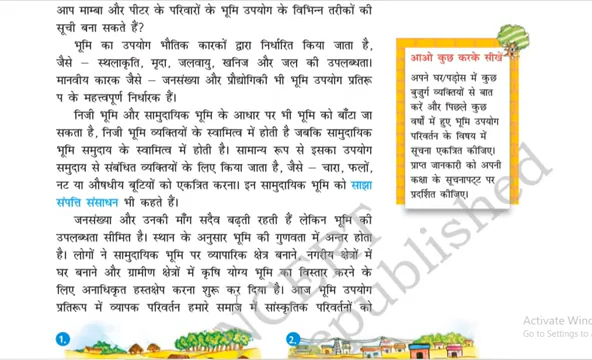 आप माम्बा और पीटर के परिवारों के भूमि उपयोग के विभिन्न तरीकों की
सूची बना सकते हैं?
भूमि का उपयोग भौतिक कारकों द्वारा निर्धारित किया जाता है,
जैसे – स्थलाकृति, मृदा, जलवायु, खनिज और जल की उपलब्धता।
मानवीय कारक जैसे – जनसंख्या और प्रौद्योगिकी भी भूमि उपयोग प्रतिरू
प के महत्त्वपूर्ण निर्धारक हैं।
निजी भूमि और सामुदायिक भूमि के आधार पर भी भूमि को बाँटा जा
सकता है, निजी भूमि व्यक्तियों के स्वामित्व में होती है जबकि सामुदायिक
भूमि समुदाय के स्वामित्व में होती है। सामान्य रूप से इसका उपयोग
समुदाय से संबंधित व्यक्तियों के लिए किया जाता है, जैसे – चारा, फलों,
नट या औषधीय बूटियों को एकत्रित करना। इन सामुदायिक भूमि को साझा
संपत्ति संसाधन भी कहते हैं।
जनसंख्या और उनकी माँग सदैव बढ़ती रहती हैं लेकिन भूमि की
उपलब्धता सीमित है। स्थान के अनुसार भूमि की गुणवता में अन्तर होता
है। लोगों ने सामुदायिक भूमि पर व्यापारिक क्षेत्र बनाने, नगरीय क्षेत्रों में
घर बनाने और ग्रामीण क्षेत्रों में कृषि योग्य भूमि का विस्तार करने के
लिए अनाधिकृत हस्तक्षेप करना शुरू कर दिया है। आज भूमि उपयोग
प्रतिरूप में व्यापक परिवर्तन हमारे समाज में सांस्कृतिक परिवर्तनों को
आओ कुछ करके सीखें
अपने घर/पड़ोस में कुछ
बुज़ुर्ग व्यक्तियों से बात
करें और पिछले कुछ
वर्षों में हुए भूमि उपयोग
परिवर्तन के विषय में
सूचना एकत्रित कीजिए।
प्राप्त जानकारी को अपनी
कक्षा के सूचनापट्ट पर
प्रदर्शित कीजिए।
NCERT
republished
Activate Wind
Go to Settings to a
1.
2.